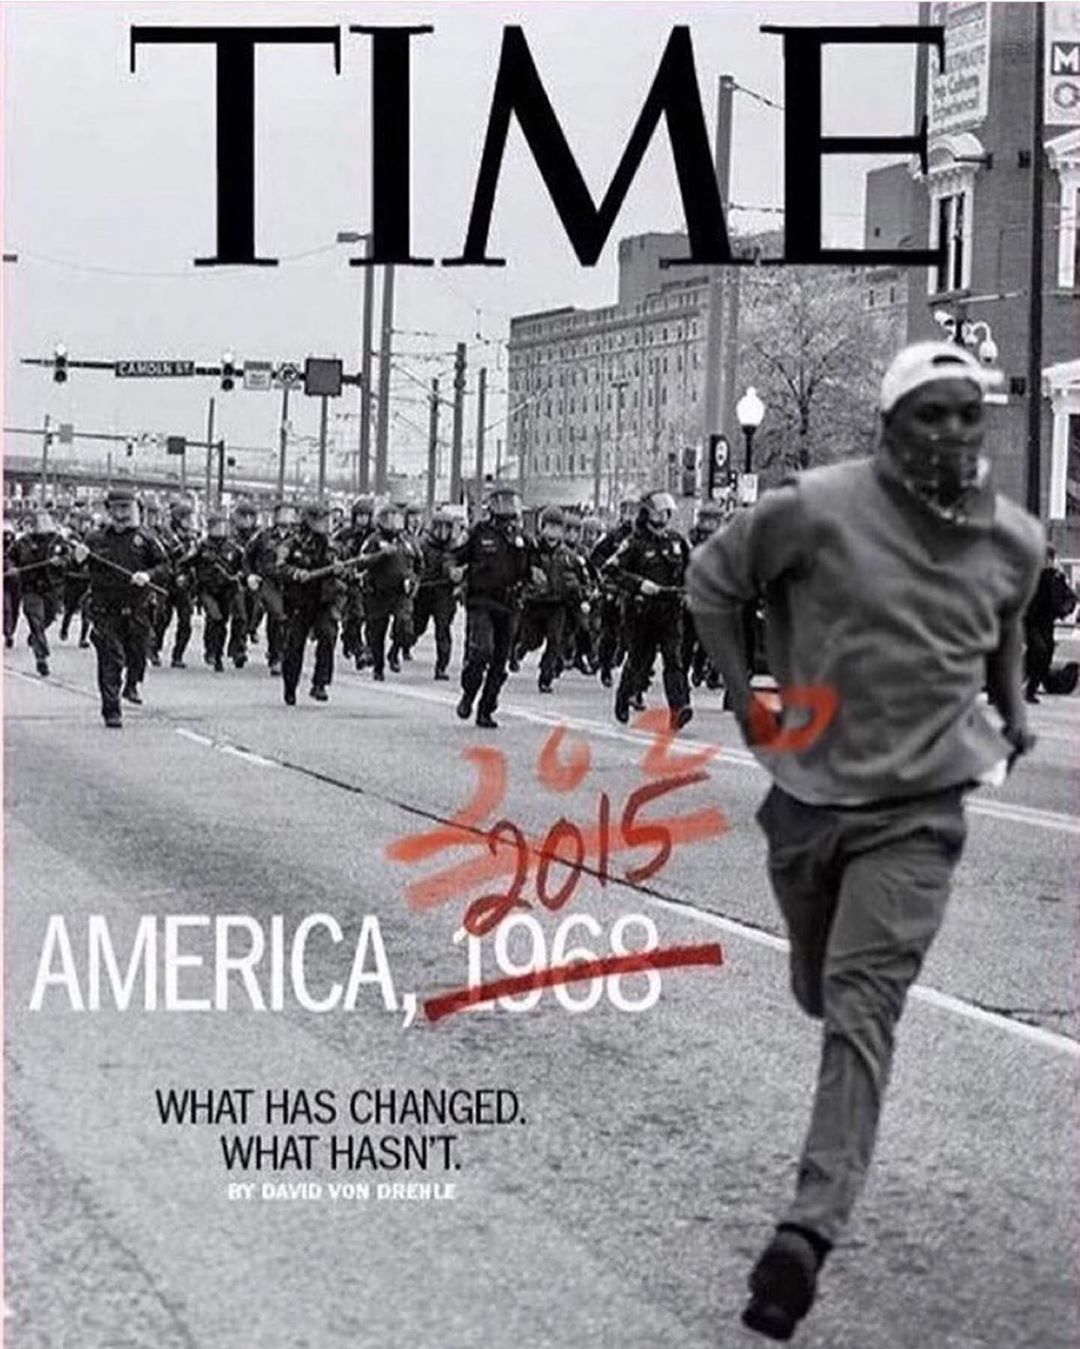 TIME
CAMDEN ST
2020
2015
AMERICA, 1968
WHAT HAS CHANGED.
WHAT HASN'T.
BY DAVID VON DREHLE